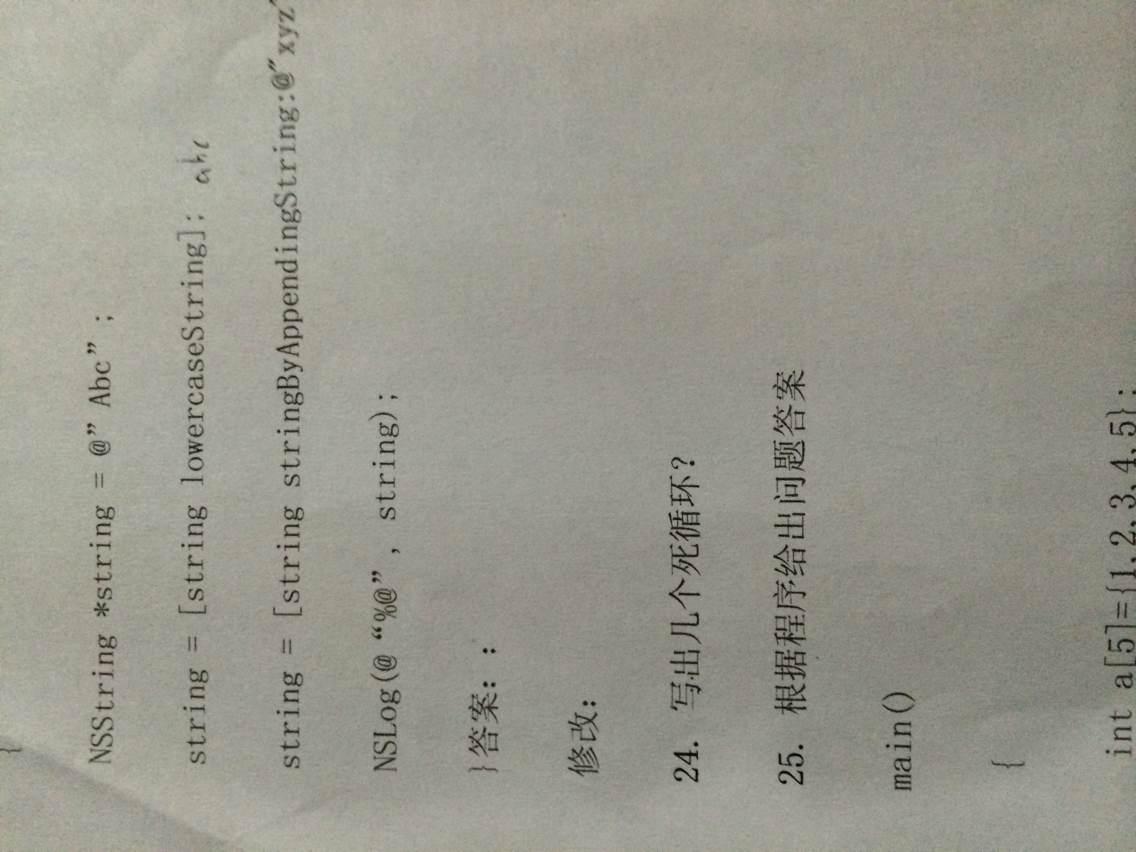 {
NSString *string = @” Abc” ;
string = [string lowercaseString]; abc
string = [string stringByAppendingString:@"xyz"
NSLog(@ “%@” , string);
}答案: :
修改:
24. 写出几个死循环?
25. 根据程序给出问题答案
main()
{
int a[5]={1,2,3,4,5};